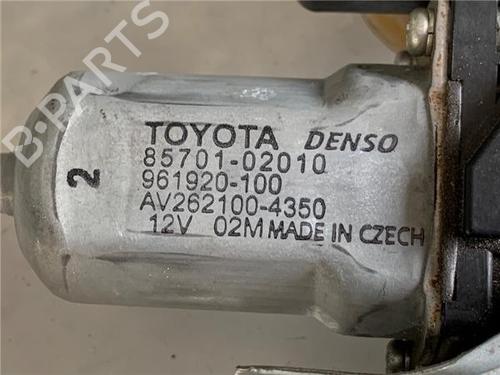 B-PARTS
2
TOYOTA DENSO
85701-02010
961920-100
AV262100-4350
12V 02M MADE IN CZECH